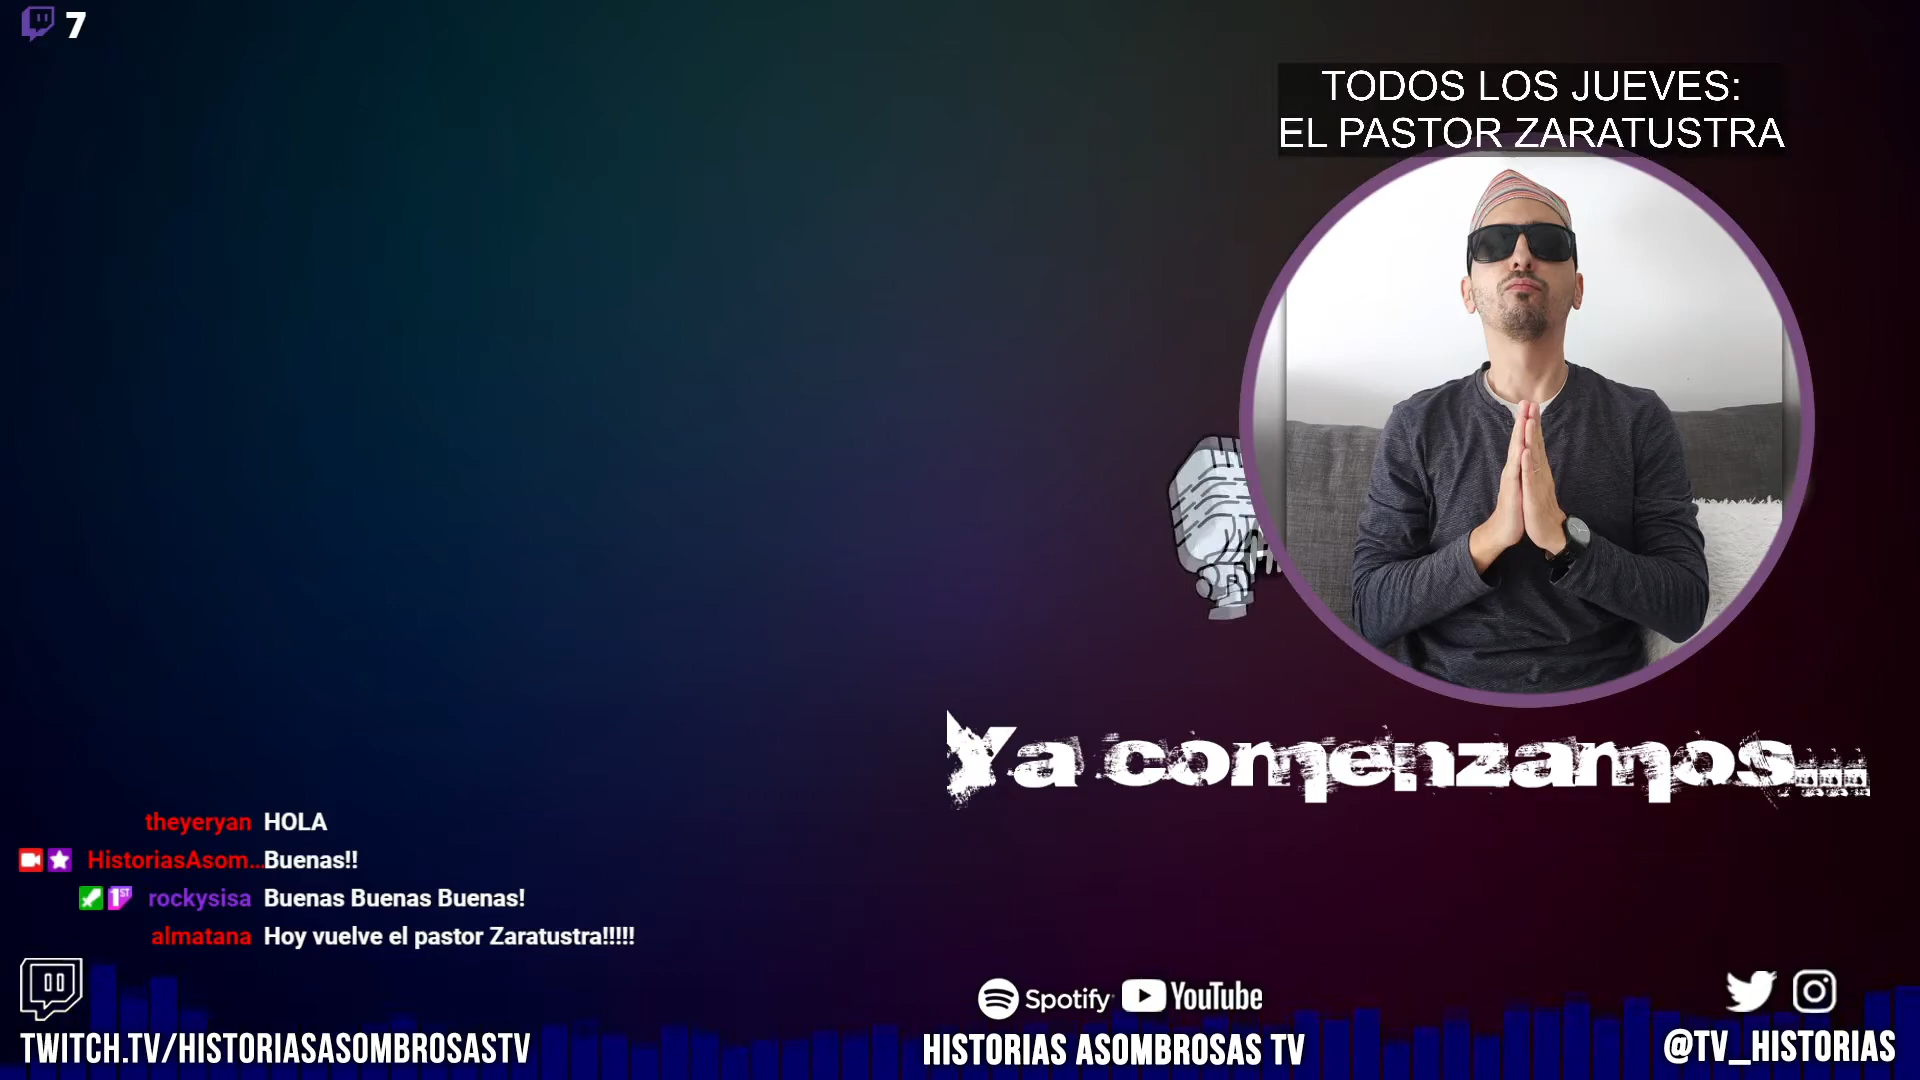 7
TODOS LOS JUEVES:
EL PASTOR ZARATUSTRA
Ya comenzamos...
theyeryan HOLA
HistoriasAsom... Buenas!!
1ST rockysisa Buenas Buenas Buenas!
almatana Hoy vuelve el pastor Zaratustra!!!!!
TWITCH.TV/HISTORIASASOMBROSASTV
Spotify YouTube
HISTORIAS ASOMBROSAS TV
@TV_HISTORIAS